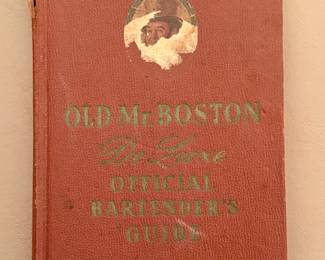 OLD MR. BOSTON
De Luxe
OFFICIAL
BARTENDER'S
GUIDE